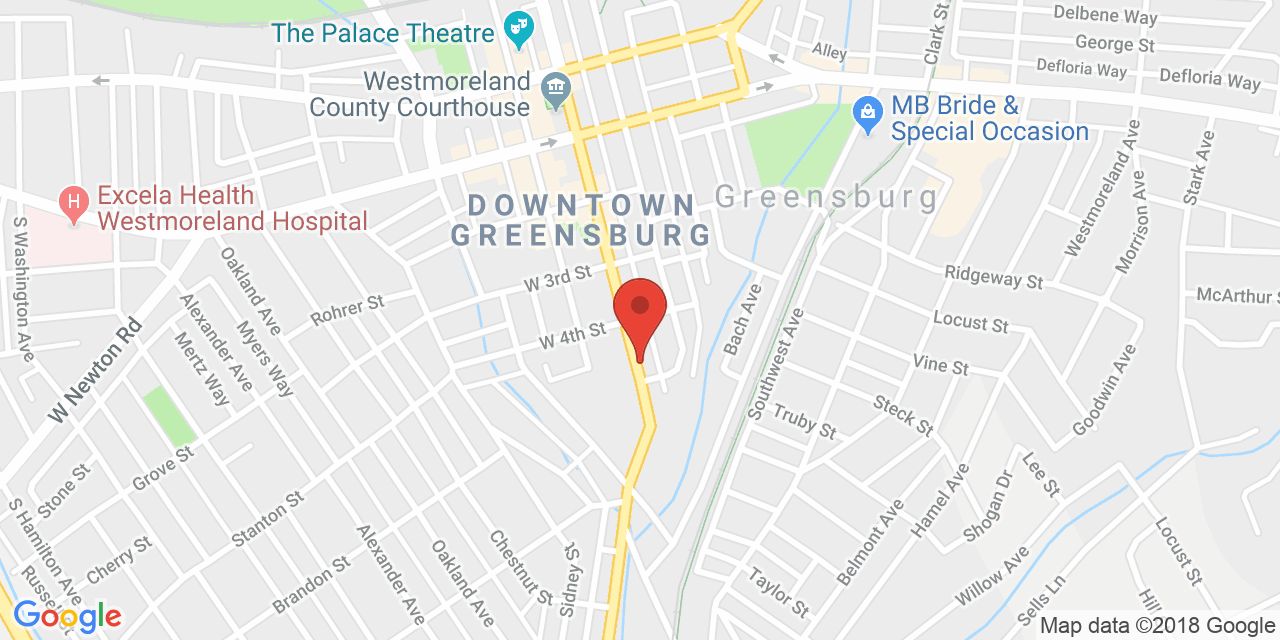 Delbene Way
The Palace Theatre
Clark St
George St
Alley
Defloria Way
Defloria Way
Westmoreland
County Courthouse
MB Bride &
Special Occasion
Westmoreland Ave
Stark Ave
Morrison Ave
Excela Health
Westmoreland Hospital
H
DOWNTOWN
GREENSBURG
Greensburg
S Washington Ave
Oakland Ave
W 3rd St
Ridgeway St
McArthur S
Alexander Ave
Rohrer St
Bach Ave
Southwest Ave
Locust St
W Newton Rd
Mertz Way
Myers Way
W 4th St
Vine St
Goodwin Ave
Steck St
Truby St
Grove St
Stone St
Stanton St
Hamel Ave
Shogan Dr
Lee St
S Hamilton Ave
Cherry St
Alexander Ave
Oakland Ave
Chestnut St
Sidney St
Belmont Ave
Locust St
Russe
St
Brandon St
Taylor St
Willow Ave
Sells Ln
Hill
Google
Map data ©2018 Google